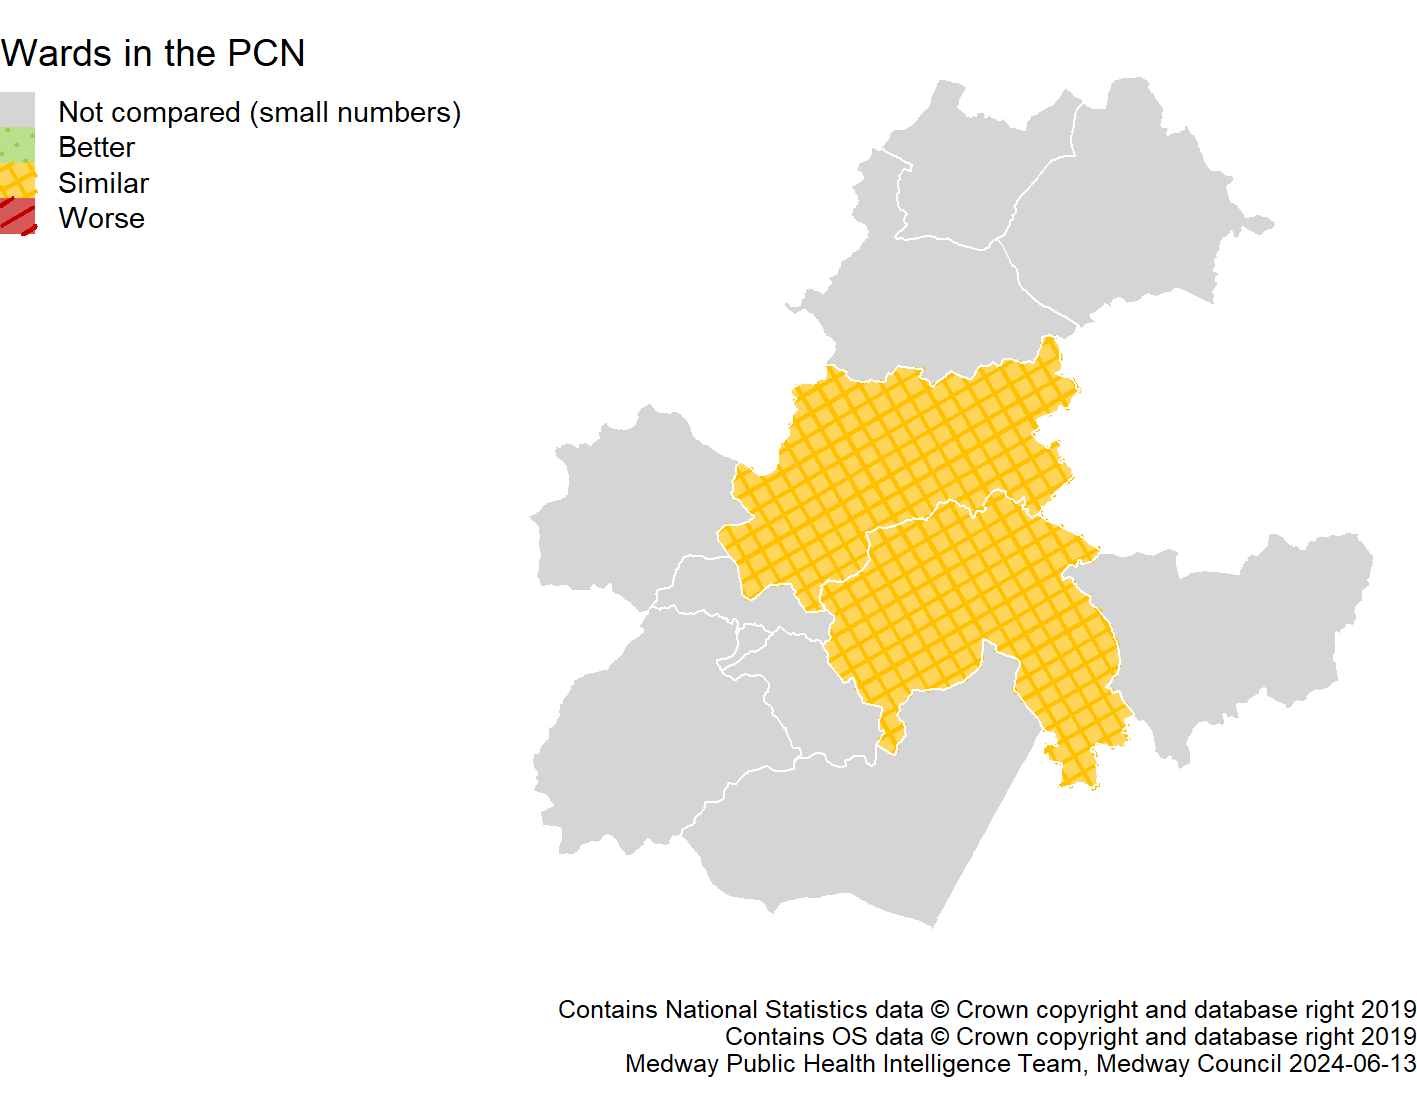 Wards in the PCN
Not compared (small numbers)
Better
Similar
Worse
Contains National Statistics data © Crown copyright and database right 2019
Contains OS data © Crown copyright and database right 2019
Medway Public Health Intelligence Team, Medway Council 2024-06-13